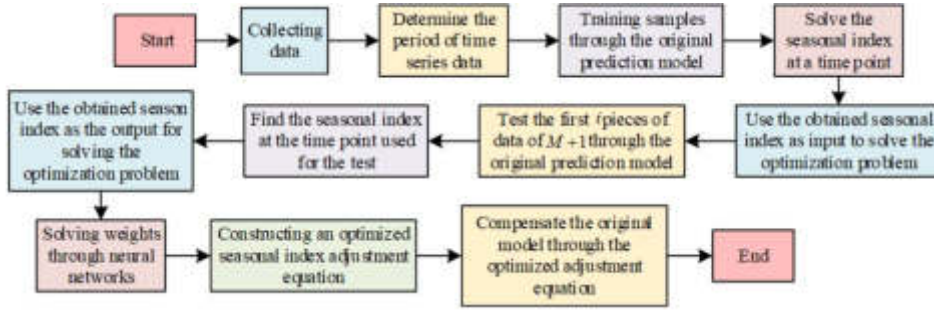 Start
Collecting
data
Determine the
period of time
series data
Training samples
through the original
prediction model
Solve the
seasonal index
at a time point
Use the obtained seasonal
index as input to solve the
optimization problem
Test the first i pieces of
data of M+1 through the
original prediction model
Find the seasonal index
at the time point used
for the test
Use the obtained season
index as the output for
solving the
optimization problem
Solving weights
through neural
networks
Constructing an optimized
seasonal index adjustment
equation
Compensate the original
model through the
optimized adjustment
equation
End